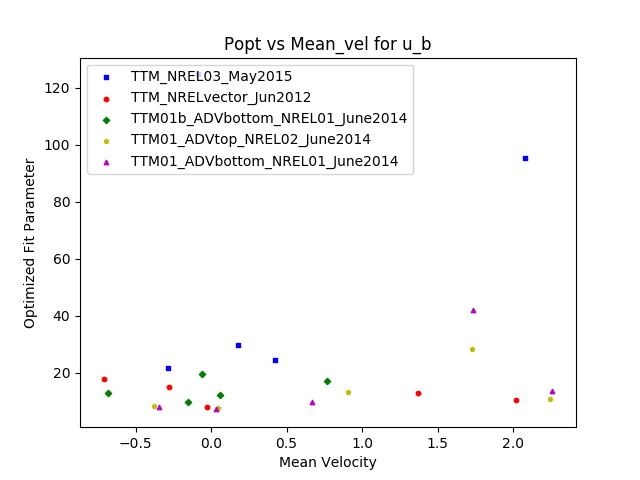 Popt vs Mean_vel for u_b
TTM_NREL03_May2015
TTM_NRELvector_Jun2012
TTM01b_ADVbottom_NREL01_June2014
TTM01_ADVtop_NREL02_June2014
TTM01_ADVbottom_NREL01_June2014
Optimized Fit Parameter
120
100
80
60
40
20
−0.5
0.0
0.5
1.0
1.5
2.0
Mean Velocity